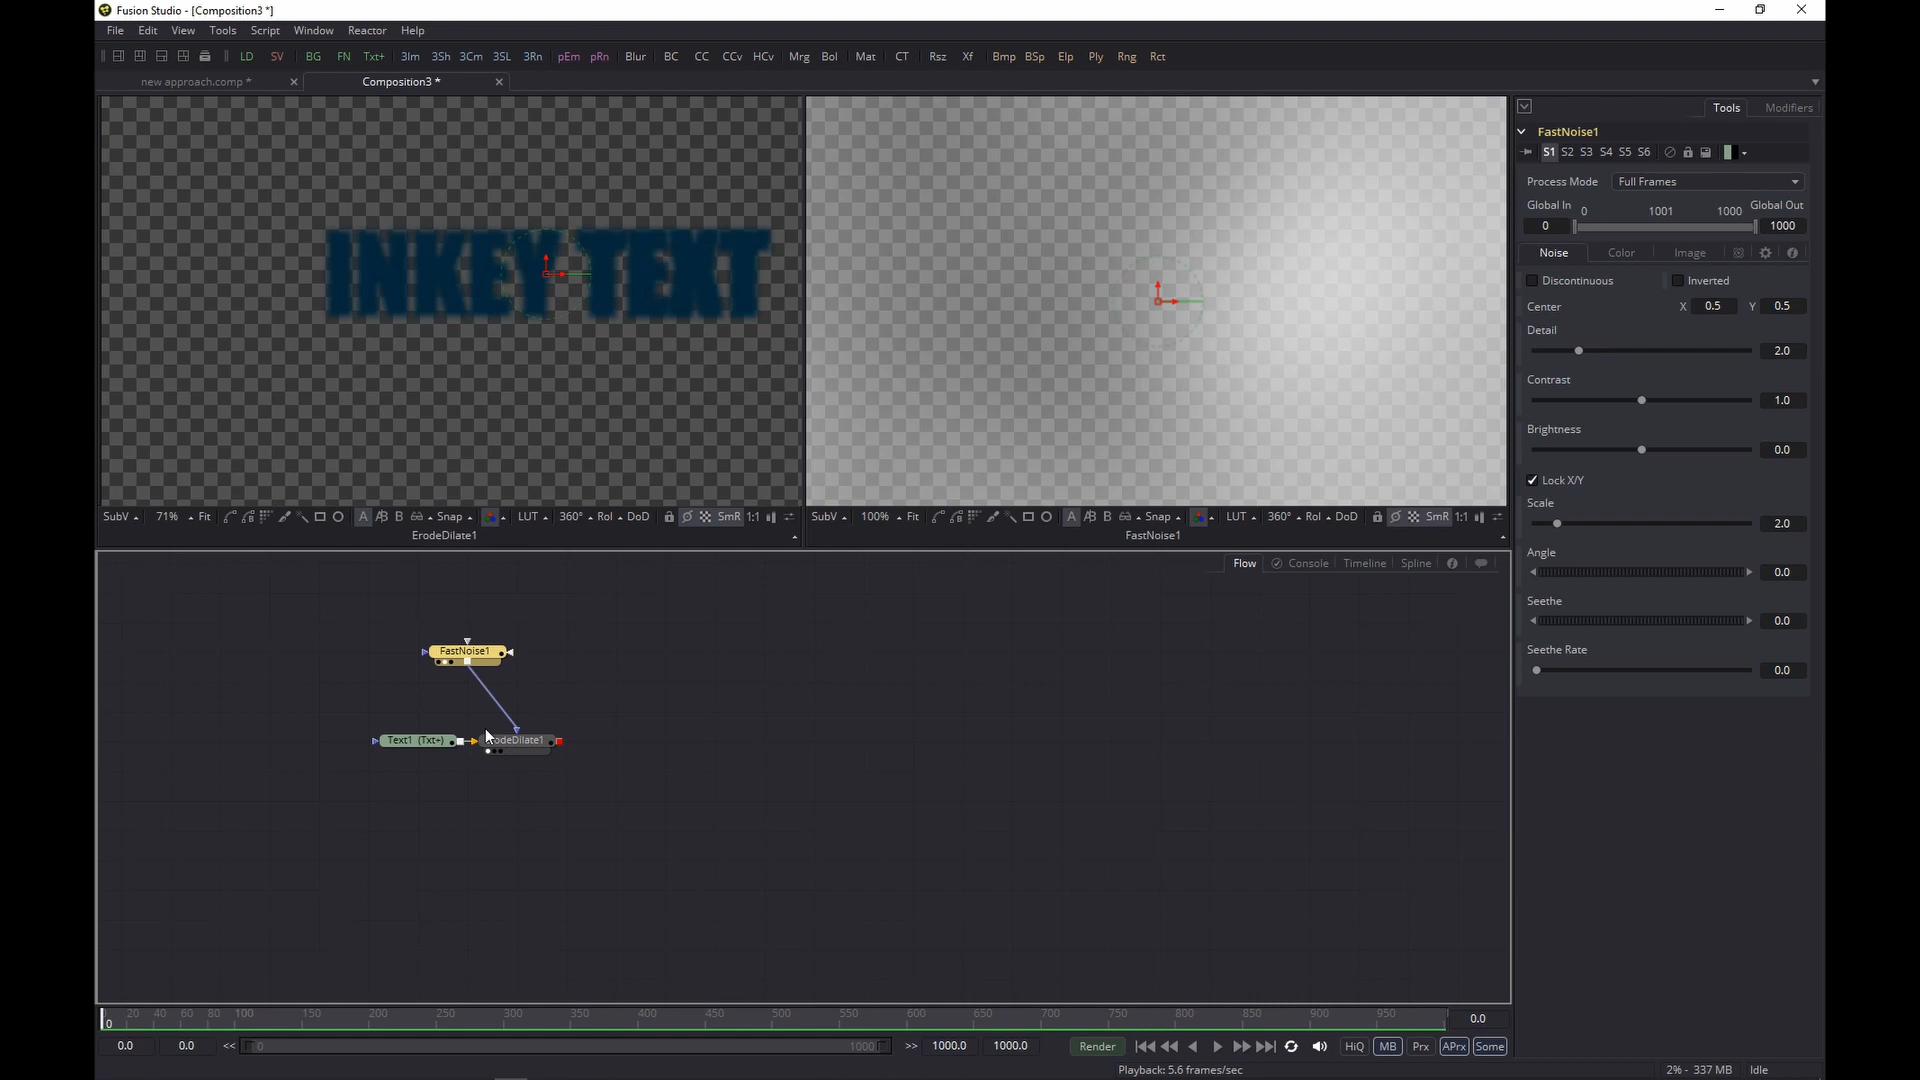 Fusion Studio - [Composition3 *]
File Edit View Tools Script Window Reactor Help
LD SV BG FN Txt+ 3Im 3Sh 3Cm 3SL 3Rn pEm pRn Blur BC CC CCv HCv Mrg Bol Mat CT Rsz Xf Bmp BSp Elp Ply Rng Rct
new approach.comp * Composition3 *
Tools Modifiers
FastNoise1
S1 S2 S3 S4 S5 S6
Process Mode Full Frames
Global In 0 1001 1000 Global Out
0 1000
Noise Color Image
Discontinuous Inverted
Center X 0.5 Y 0.5
Detail
2.0
Contrast
1.0
Brightness
0.0
Lock X/Y
Scale
2.0
Angle
0.0
Seethe
0.0
Seethe Rate
0.0
INKEY TEXT
SubV 71% Fit A B Snap LUT 360° RoI DoD SmR 1:1
SubV 100% Fit A B Snap LUT 360° RoI DoD SmR 1:1
ErodeDilate1
FastNoise1
Flow Console Timeline Spline
FastNoise1
Text1 (Txt+)
0 20 40 60 80 100 150 200 250 300 350 400 450 500 550 600 650 700 750 800 850 900 950 0.0
0.0 0.0 << 0 1000 >> 1000.0 1000.0 Render HiQ MB Prx APrx Some
Playback: 5.6 frames/sec 2% - 337 MB Idle